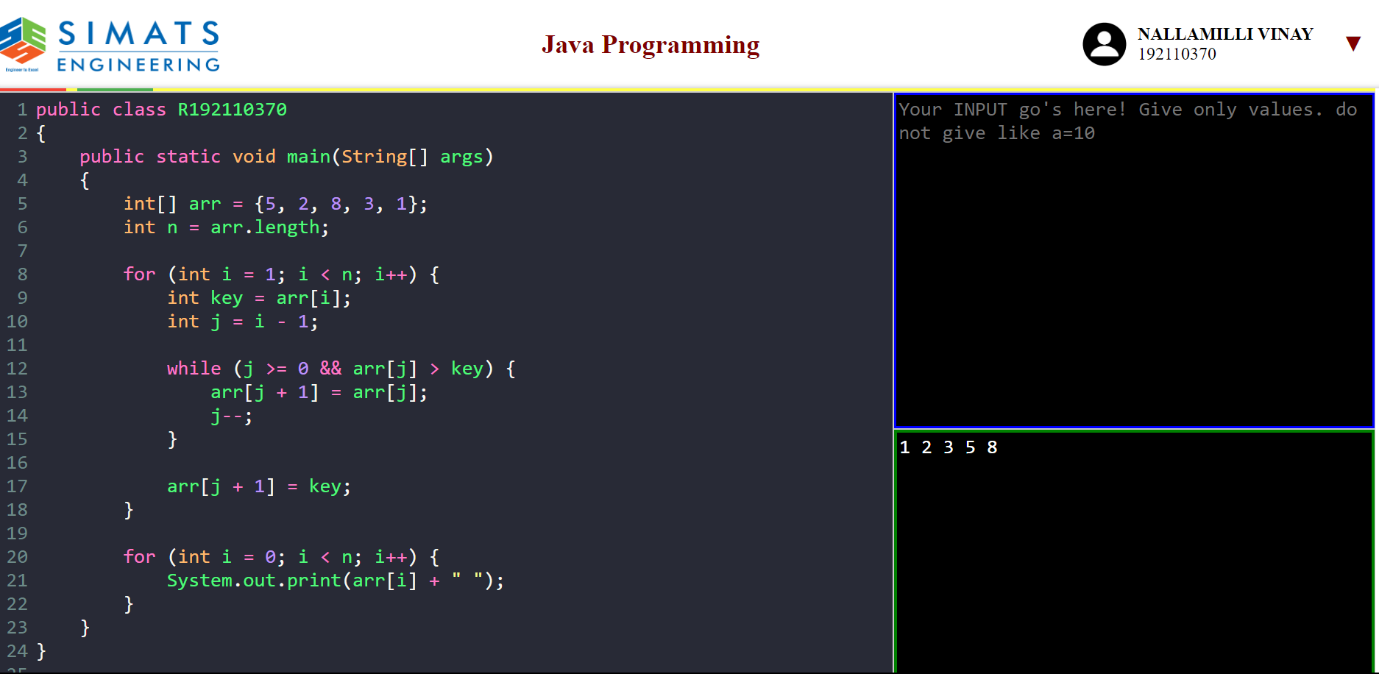 SIMATS
ENGINEERING
Engineer to Excel
Java Programming
NALLAMILLI VINAY
192110370
▼
1 public class R192110370
2 {
3     public static void main(String[] args)
4     {
5         int[] arr = {5, 2, 8, 3, 1};
6         int n = arr.length;
7
8         for (int i = 1; i < n; i++) {
9             int key = arr[i];
10             int j = i - 1;
11
12             while (j >= 0 && arr[j] > key) {
13                 arr[j + 1] = arr[j];
14                 j--;
15             }
16
17             arr[j + 1] = key;
18         }
19
20         for (int i = 0; i < n; i++) {
21             System.out.print(arr[i] + " ");
22         }
23     }
24 }
25
Your INPUT go's here! Give only values. do
not give like a=10
1 2 3 5 8